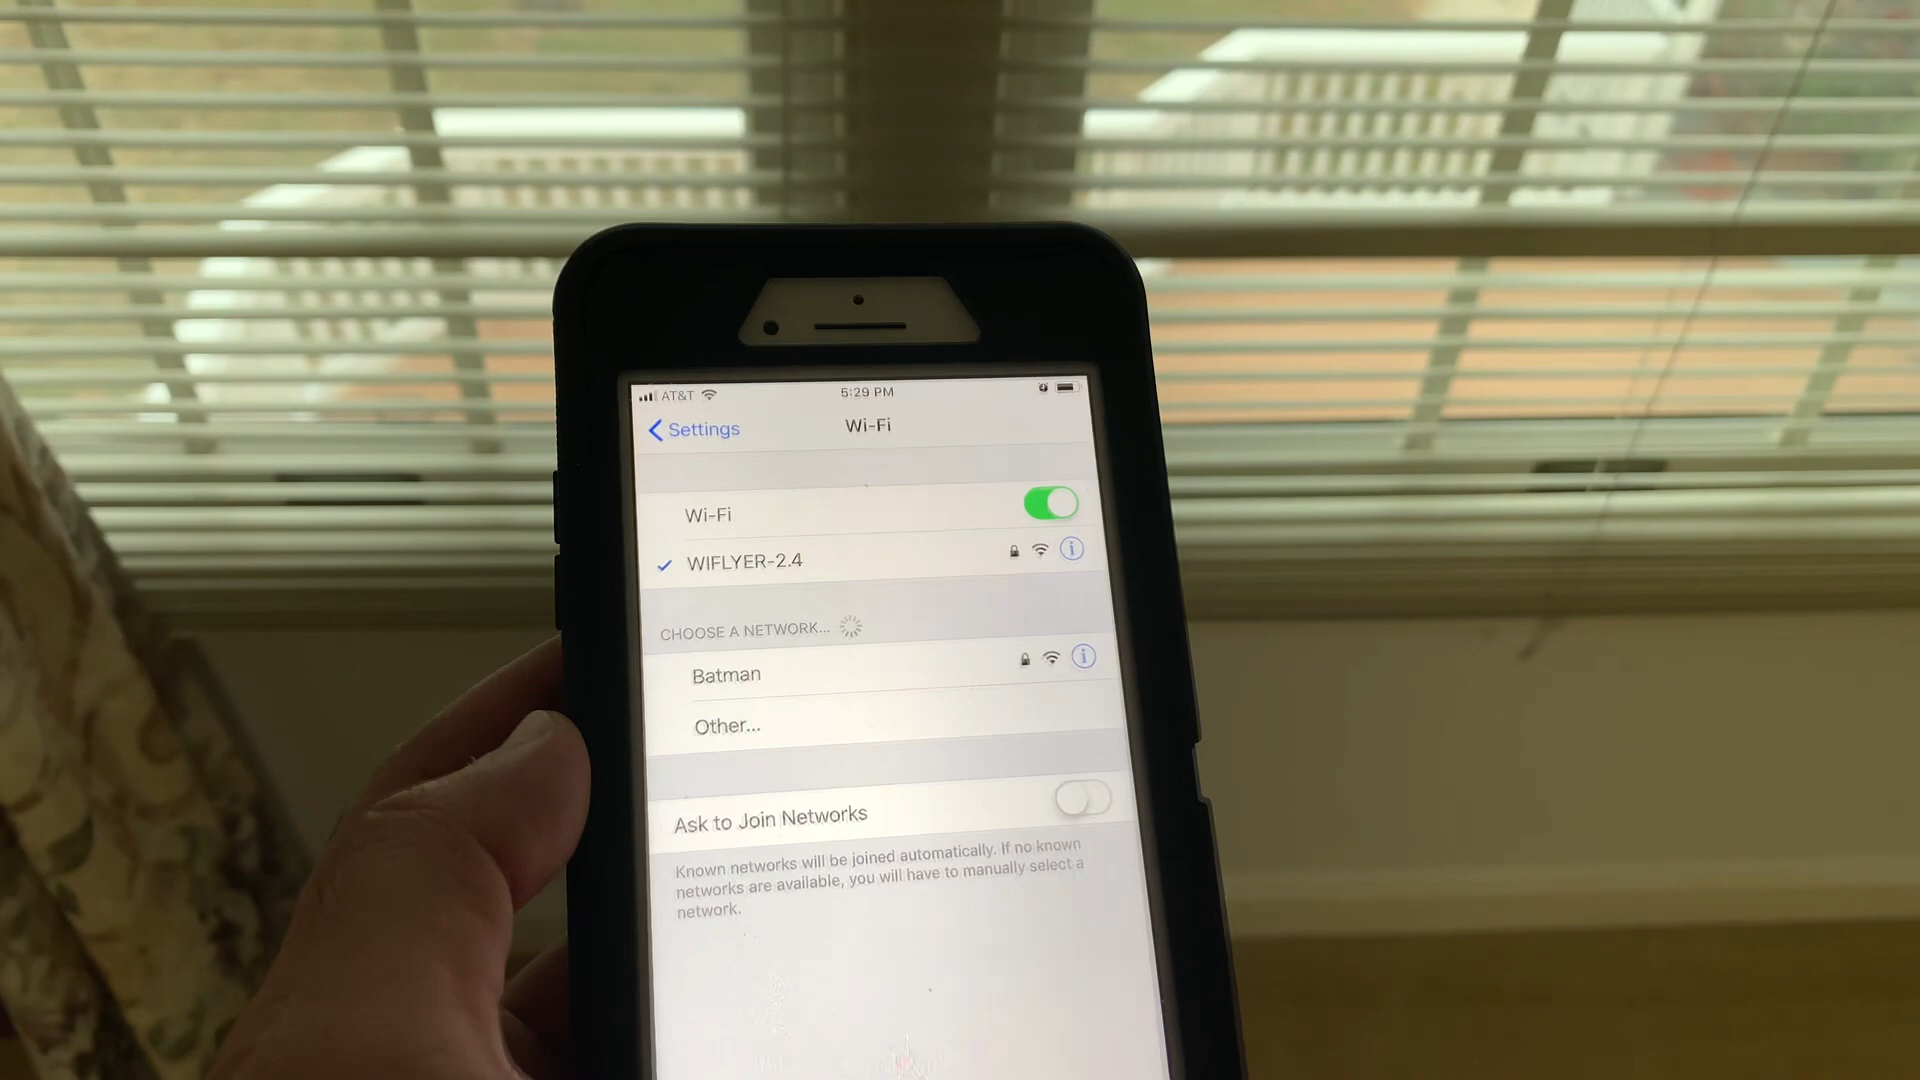 AT&T 5:29 PM
Settings Wi-Fi
Wi-Fi
WIFLYER-2.4
CHOOSE A NETWORK...
Batman
Other...
Ask to Join Networks
Known networks will be joined automatically. If no known
networks are available, you will have to manually select a
network.